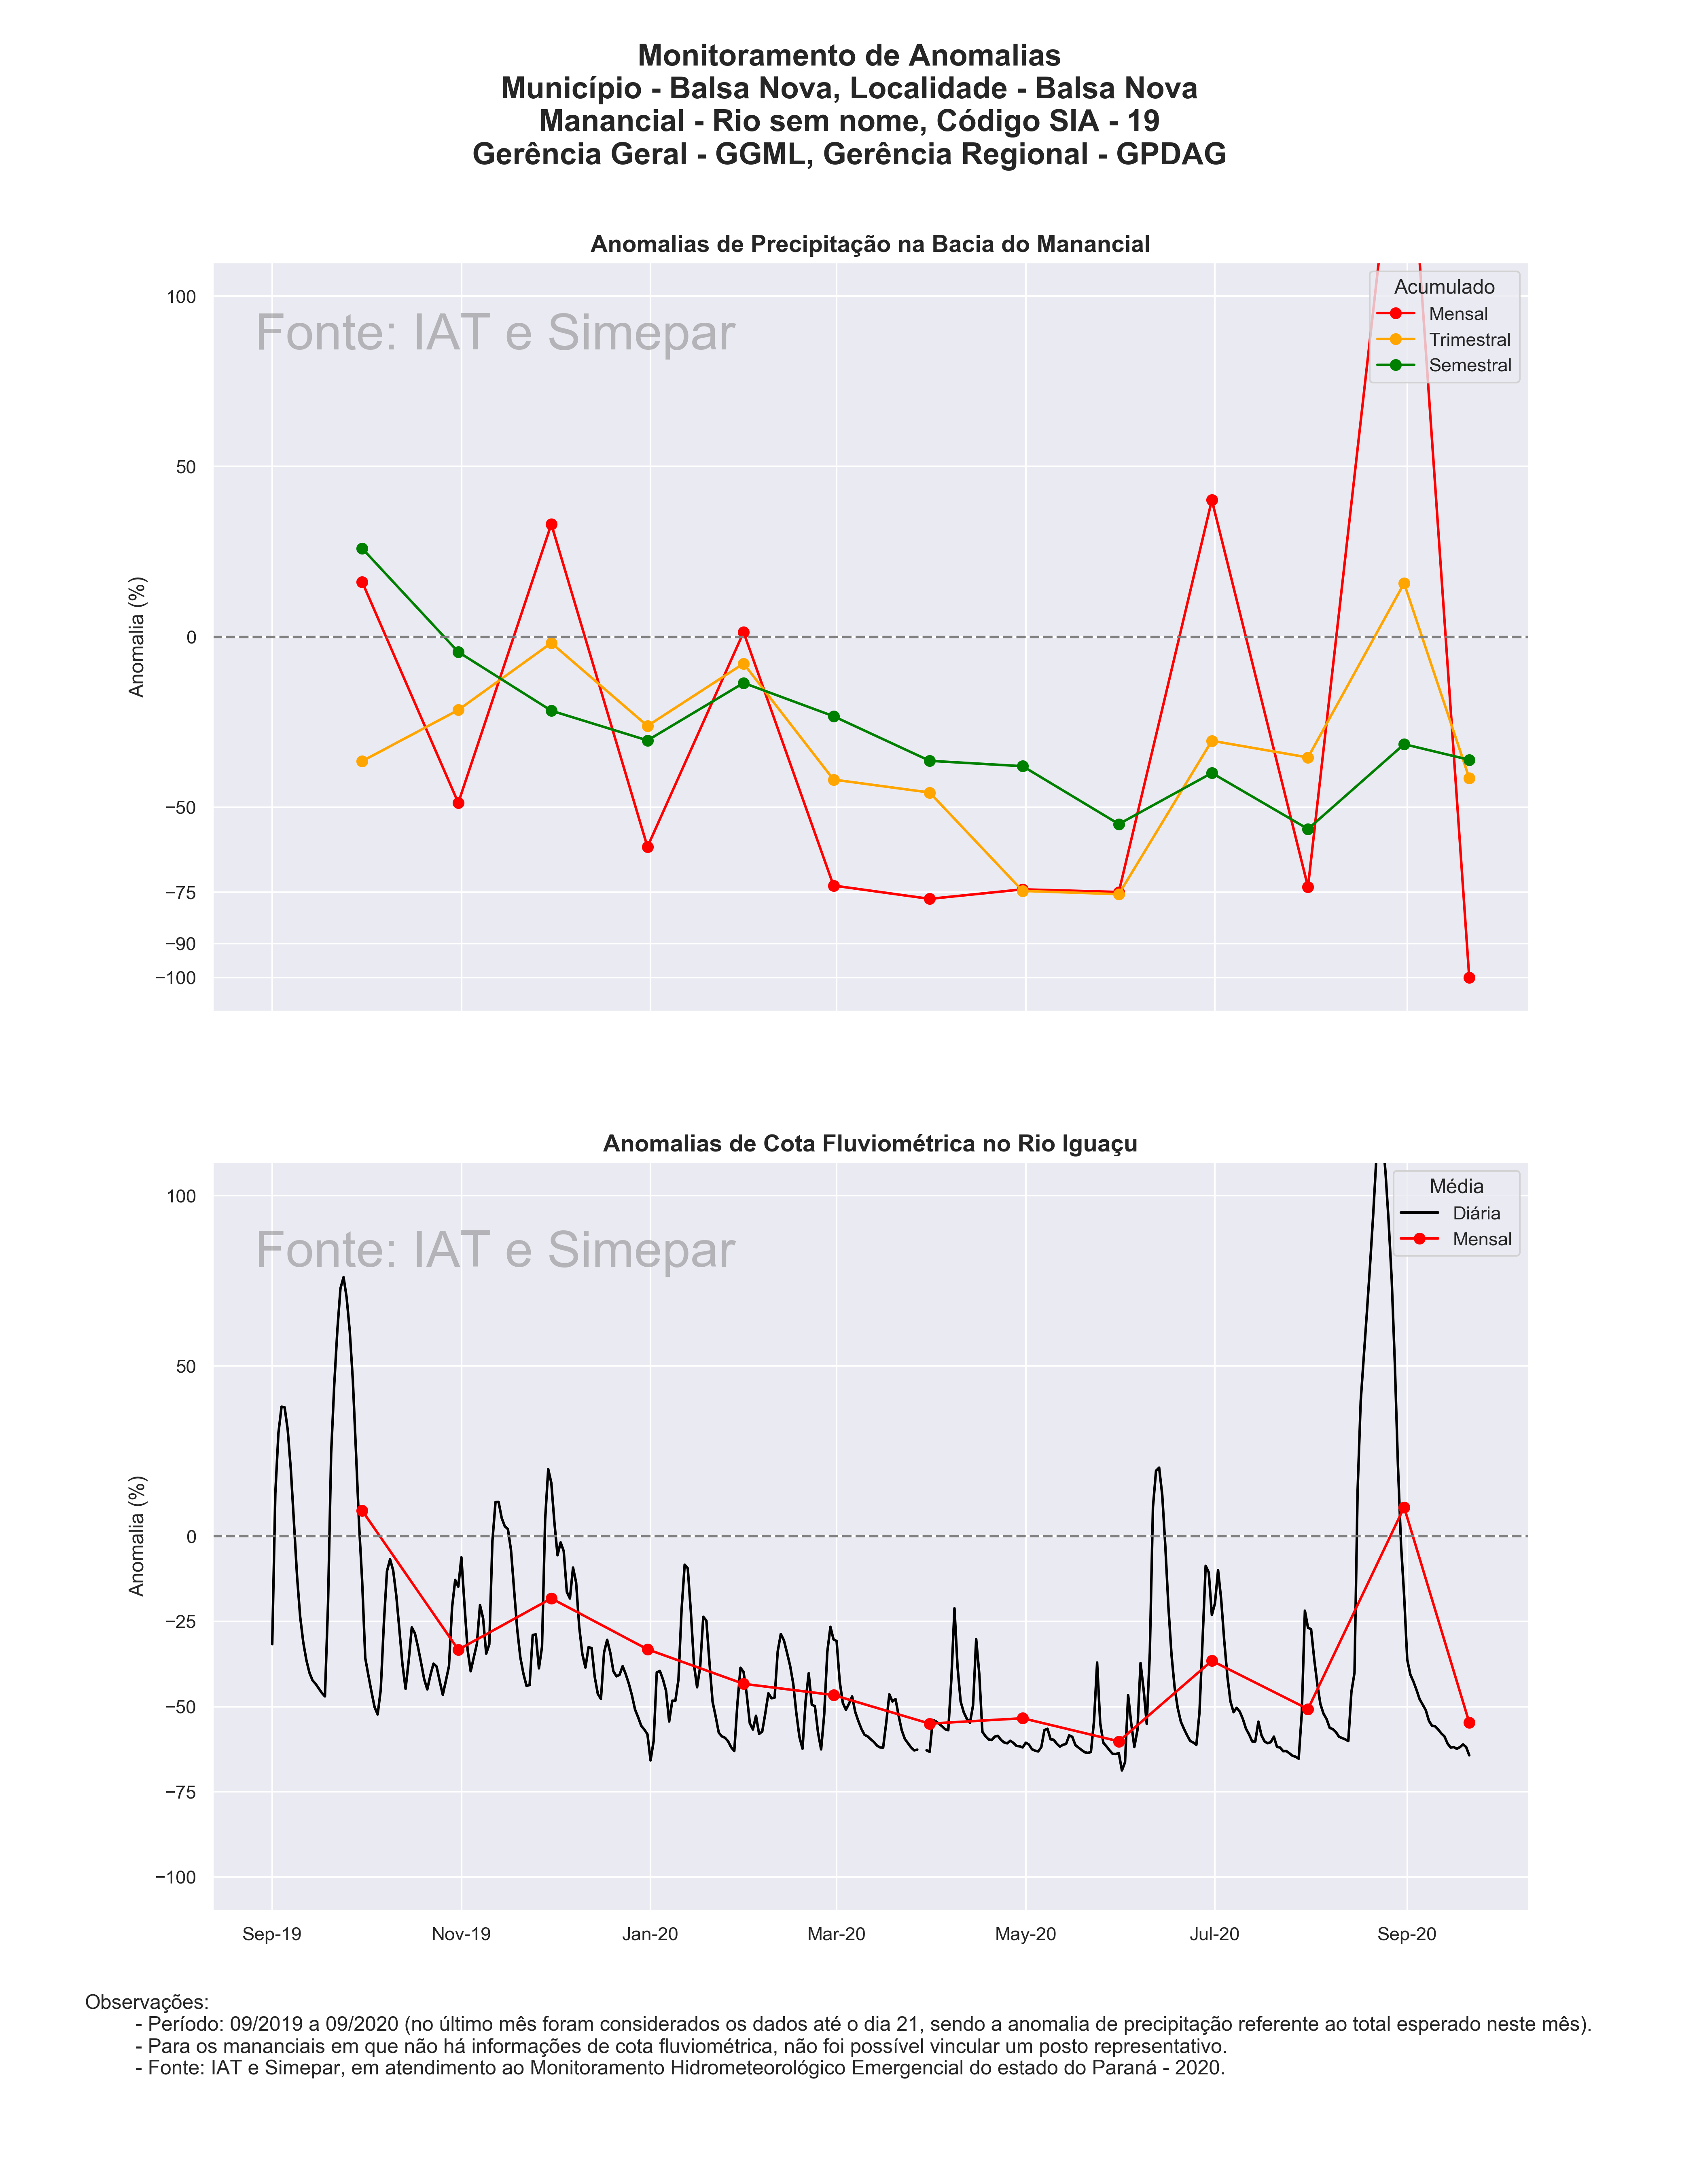 Monitoramento de Anomalias
Município - Balsa Nova, Localidade - Balsa Nova
Manancial - Rio sem nome, Código SIA - 19
Gerência Geral - GGML, Gerência Regional - GPDAG
Anomalias de Precipitação na Bacia do Manancial
Fonte: IAT e Simepar
Acumulado
Mensal
Trimestral
Semestral
Anomalia (%)
100
50
0
−50
−75
−90
−100
Anomalias de Cota Fluviométrica no Rio Iguaçu
Fonte: IAT e Simepar
Média
Diária
Mensal
Anomalia (%)
100
50
0
−25
−50
−75
−100
Sep-19 Nov-19 Jan-20 Mar-20 May-20 Jul-20 Sep-20
Observações:
- Período: 09/2019 a 09/2020 (no último mês foram considerados os dados até o dia 21, sendo a anomalia de precipitação referente ao total esperado neste mês).
- Para os mananciais em que não há informações de cota fluviométrica, não foi possível vincular um posto representativo.
- Fonte: IAT e Simepar, em atendimento ao Monitoramento Hidrometeorológico Emergencial do estado do Paraná - 2020.